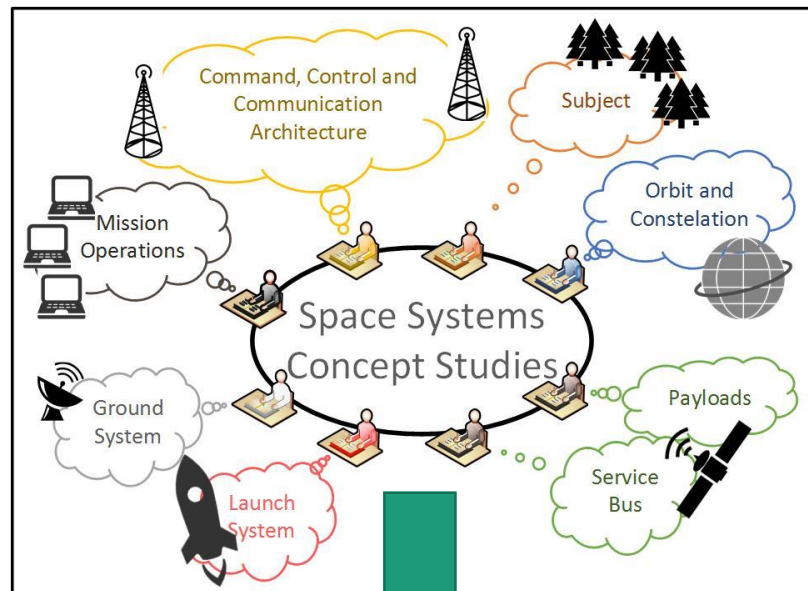 Command, Control and
Communication
Architecture
Subject
Orbit and
Constelation
Mission
Operations
Space Systems
Concept Studies
Payloads
Ground
System
Service
Bus
Launch
System